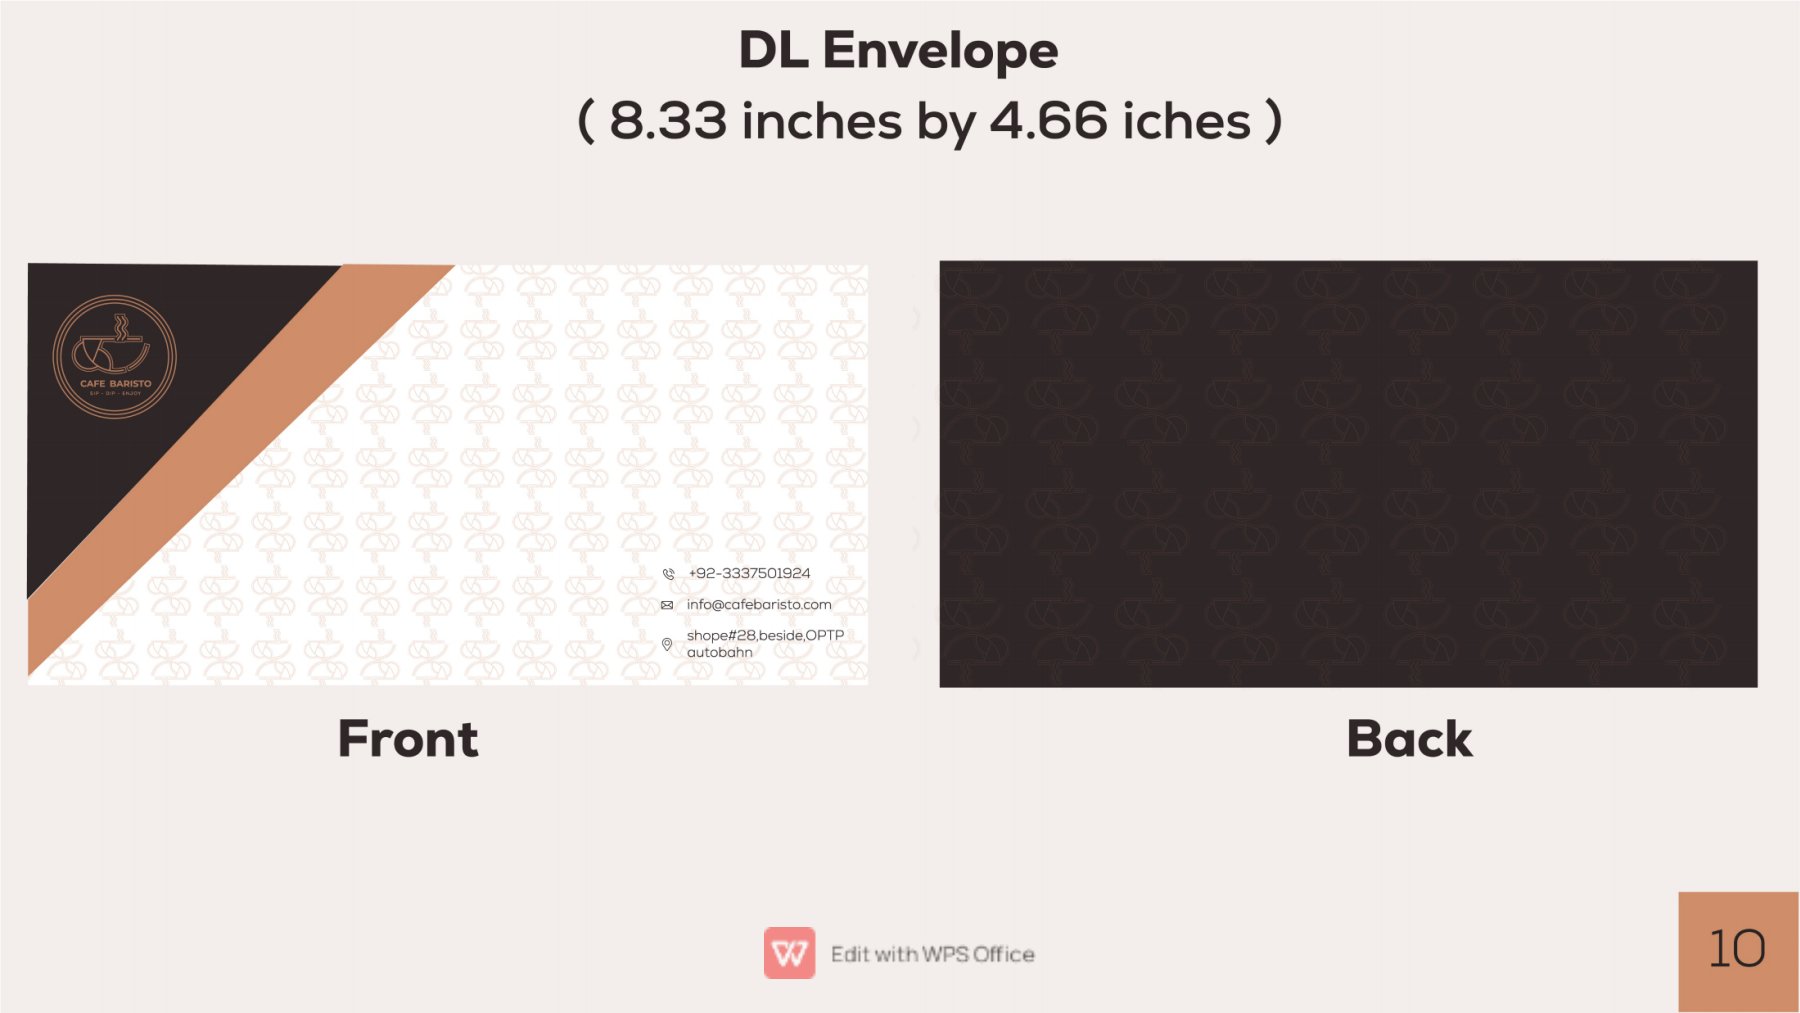 DL Envelope
( 8.33 inches by 4.66 iches )
CAFE BARISTO
SIP - DIP - ENJOY
+92-3337501924
info@cafebaristo.com
shope#28,beside,OPTP
autobahn
Front
Back
Edit with WPS Office
10